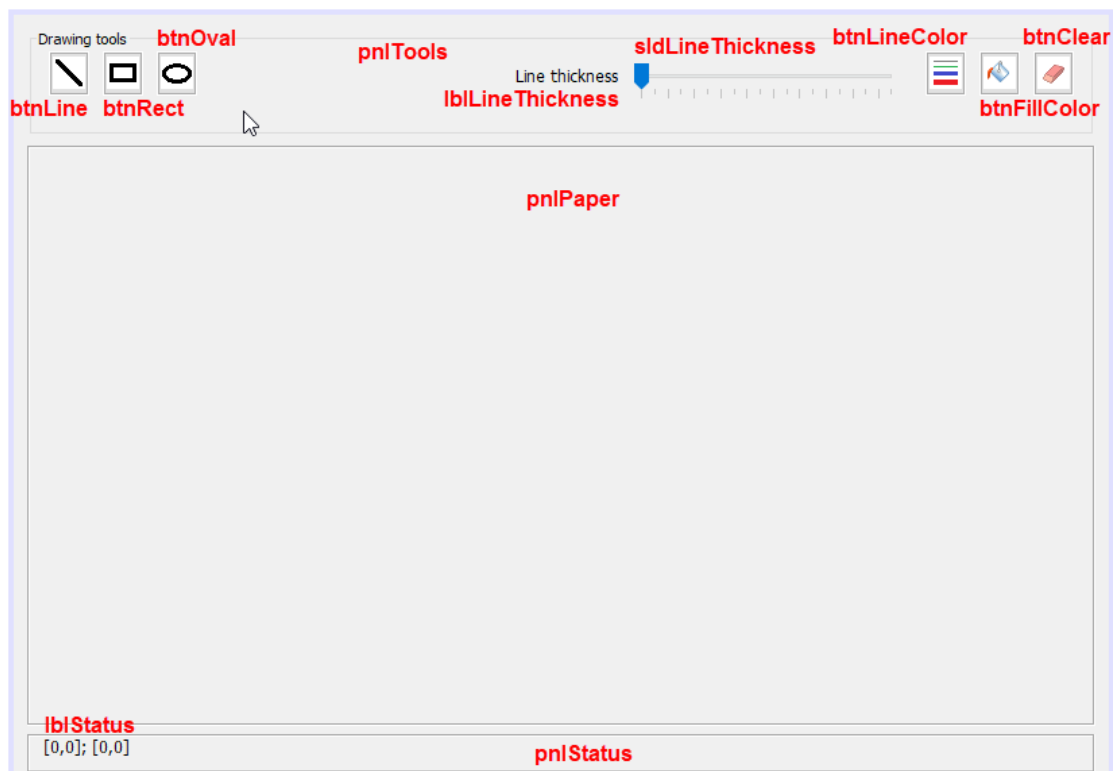 Drawing tools
btnOval
pnlTools
sldLineThickness
btnLineColor
btnClear
Line thickness
btnLine
btnRect
lblLineThickness
btnFillColor
pnlPaper
lblStatus
[0,0]; [0,0]
pnlStatus